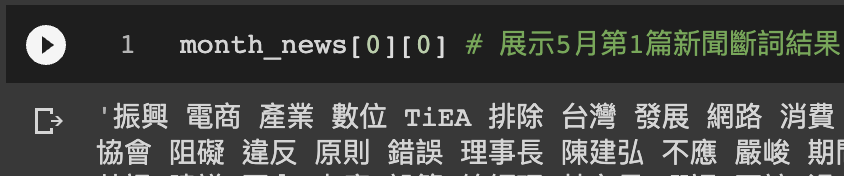 1 month_news[0][0] # 展示5月第1篇新聞斷詞結果
'振興 電商 產業 數位 TiEA 排除 台灣 發展 網路 消費
協會 阻礙 違反 原則 錯誤 理事長 陳建弘 不應 嚴峻 期間